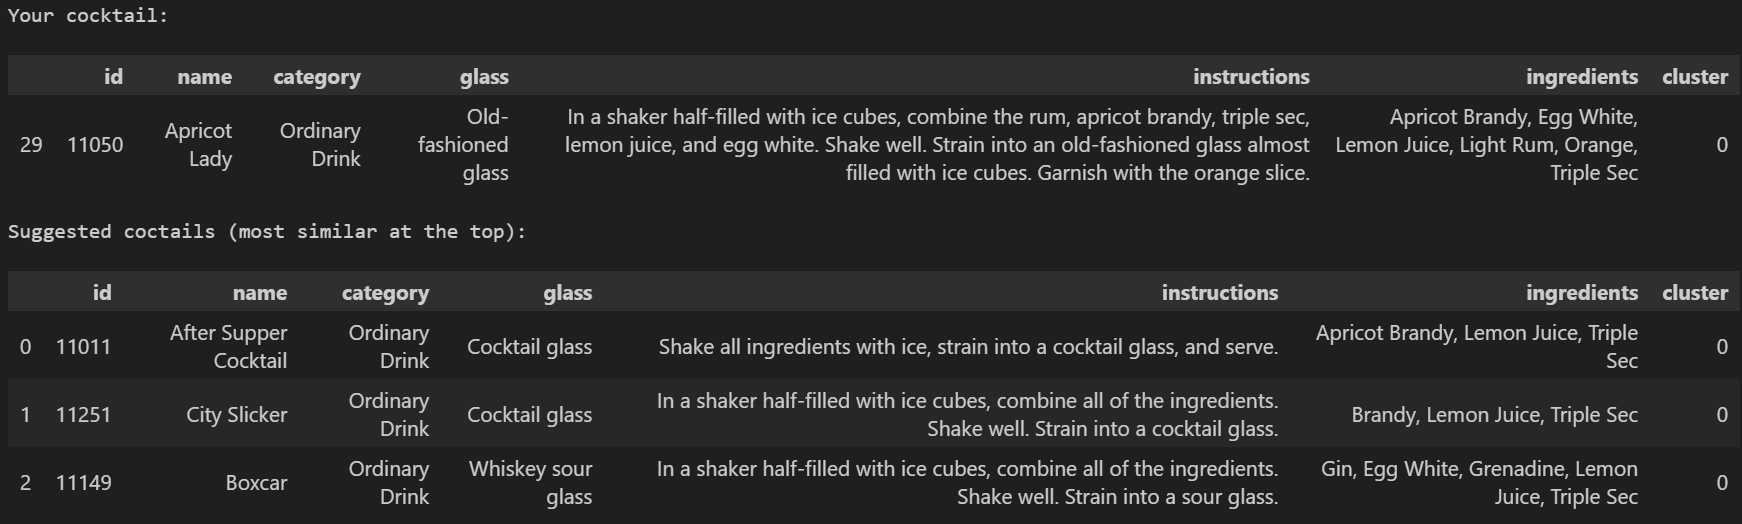 Your cocktail:
id name category glass instructions ingredients cluster
29 11050 Apricot Lady Ordinary Drink Old-fashioned glass In a shaker half-filled with ice cubes, combine the rum, apricot brandy, triple sec, lemon juice, and egg white. Shake well. Strain into an old-fashioned glass almost filled with ice cubes. Garnish with the orange slice. Apricot Brandy, Egg White, Lemon Juice, Light Rum, Orange, Triple Sec 0
Suggested coctails (most similar at the top):
id name category glass instructions ingredients cluster
0 11011 After Supper Cocktail Ordinary Drink Cocktail glass Shake all ingredients with ice, strain into a cocktail glass, and serve. Apricot Brandy, Lemon Juice, Triple Sec 0
1 11251 City Slicker Ordinary Drink Cocktail glass In a shaker half-filled with ice cubes, combine all of the ingredients. Shake well. Strain into a cocktail glass. Brandy, Lemon Juice, Triple Sec 0
2 11149 Boxcar Ordinary Drink Whiskey sour glass In a shaker half-filled with ice cubes, combine all of the ingredients. Shake well. Strain into a sour glass. Gin, Egg White, Grenadine, Lemon Juice, Triple Sec 0